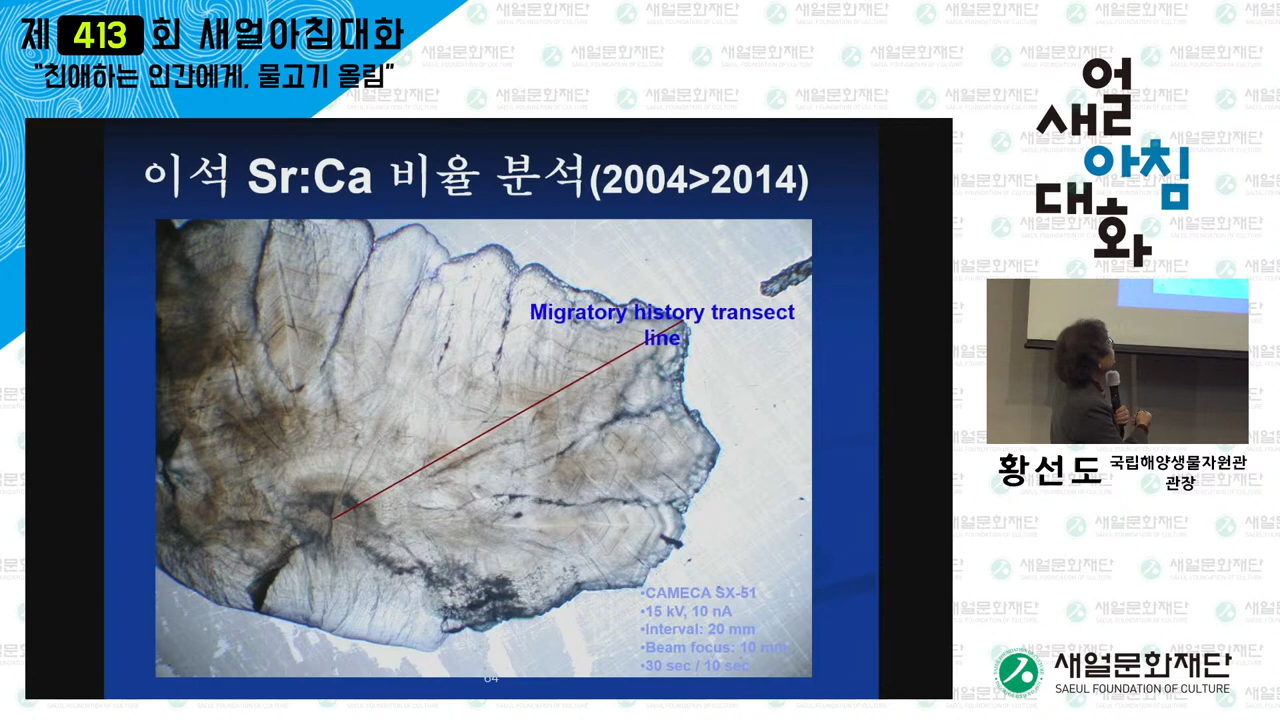 제 413 회 새얼아침대화
“친애하는 인간에게, 물고기 올림”
이석 Sr:Ca 비율 분석(2004>2014)
Migratory history transect
line
•CAMECA SX-51
•15 kV, 10 nA
•Interval: 20 mm
•Beam focus: 10 mm
•30 sec / 10 sec
64
얼
새
아침
대
화
황선도 국립해양생물자원관
관장
새얼문화재단
SAEUL FOUNDATION OF CULTURE